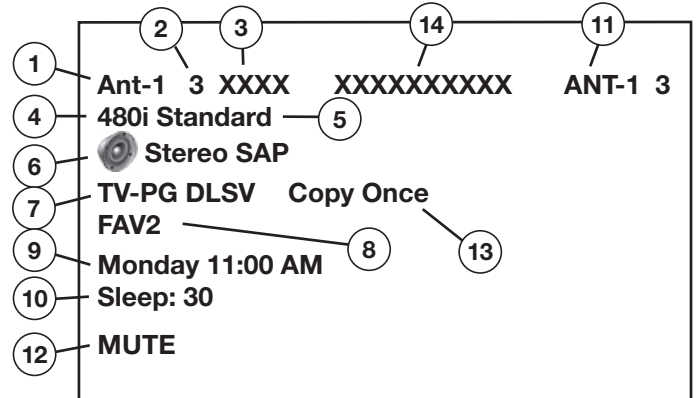 2 3 14 11
1 Ant-1 3 XXXX XXXXXXXXXX ANT-1 3
4 480i Standard 5
6 Stereo SAP
7 TV-PG DLSV Copy Once
FAV2 8 13
9 Monday 11:00 AM
10 Sleep: 30
12 MUTE